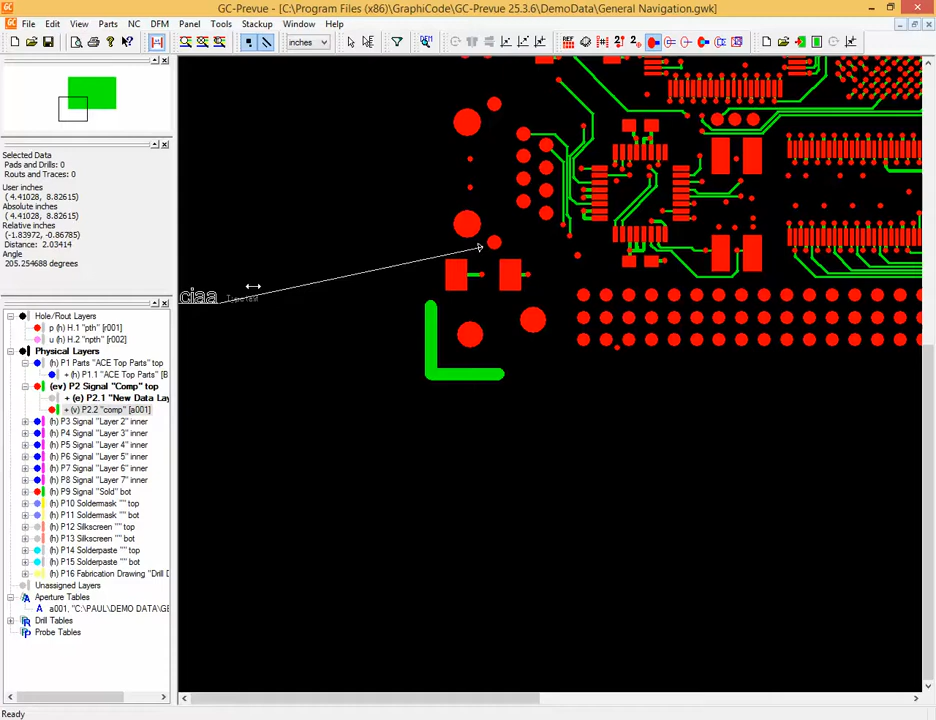 GC-Prevue - [C:\Program Files (x86)\GraphiCode\GC-Prevue 25.3.6\DemoData\General Navigation.gwk]
File Edit View Parts NC DFM Panel Tools Stackup Window Help
inches
REF
DFM
Selected Data
Pads and Drills: 0
Routs and Traces: 0
User inches
( 4.41028, 8.82615)
Absolute inches
( 4.41028, 8.82615)
Relative inches
(-1.83972, -0.86785)
Distance: 2.03414
Angle
205.254688 degrees
ciaa
Hole/Rout Layers
p (h) H.1 "pth" [r001]
u (h) H.2 "npth" [r002]
Physical Layers
(h) P1 Parts "ACE Top Parts" top
+ (h) P1.1 "ACE Top Parts" [B
(ev) P2 Signal "Comp" top
+ (e) P2.1 "New Data Lay
+ (v) P2.2 "comp" [a001]
(h) P3 Signal "Layer 2" inner
(h) P4 Signal "Layer 3" inner
(h) P5 Signal "Layer 4" inner
(h) P6 Signal "Layer 5" inner
(h) P7 Signal "Layer 6" inner
(h) P8 Signal "Layer 7" inner
(h) P9 Signal "Sold" bot
(h) P10 Soldermask "" top
(h) P11 Soldermask "" bot
(h) P12 Silkscreen "" top
(h) P13 Silkscreen "" bot
(h) P14 Solderpaste "" top
(h) P15 Solderpaste "" bot
(h) P16 Fabrication Drawing "Drill D
Unassigned Layers
Aperture Tables
A a001, "C:\PAUL\DEMO DATA\GE
Drill Tables
Probe Tables
Ready